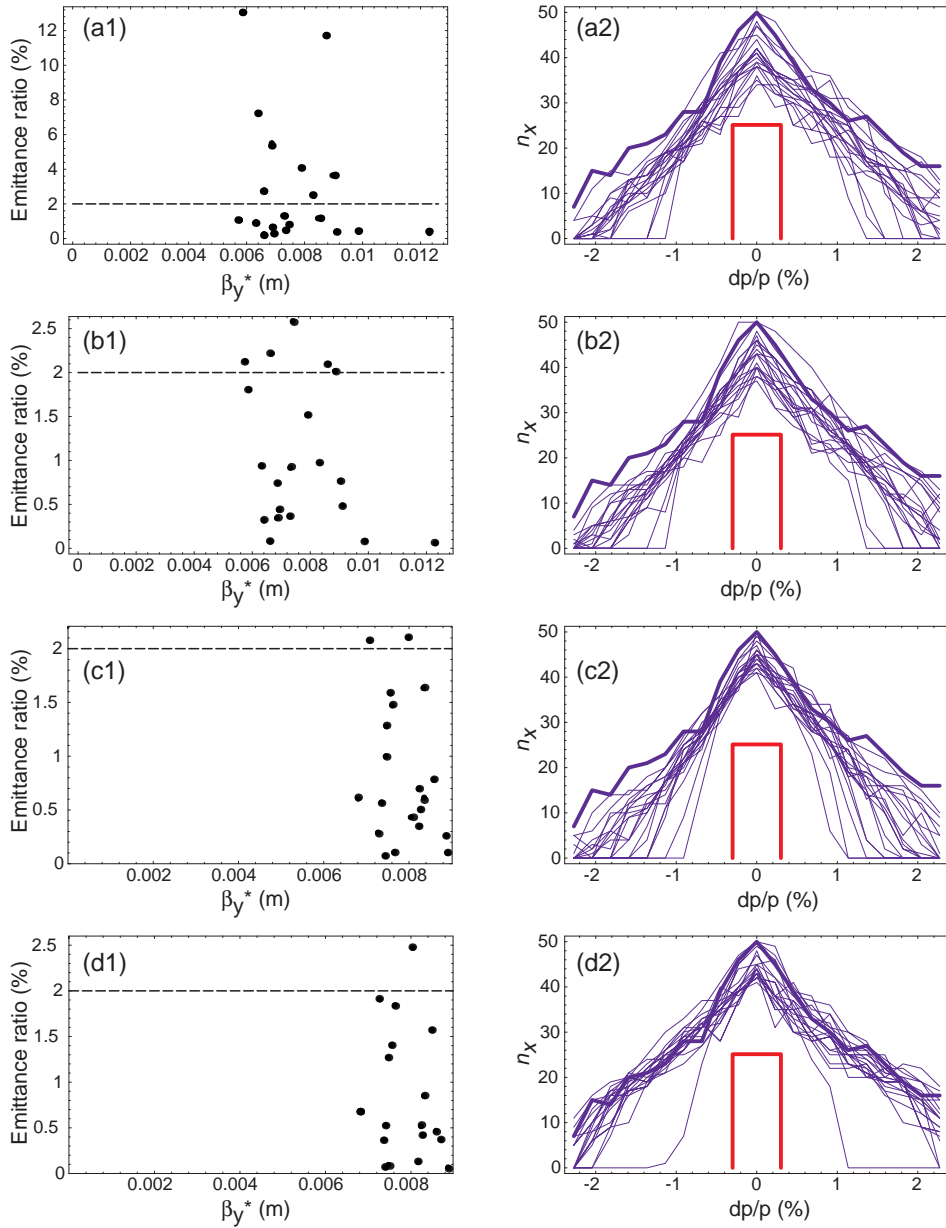 (a1)
Emittance ratio (%)
12
10
8
6
4
2
0
0 0.002 0.004 0.006 0.008 0.01 0.012
βy* (m)
(a2)
nx
50
40
30
20
10
0
-2 -1 0 1 2
dp/p (%)
(b1)
Emittance ratio (%)
2.5
2
1.5
1
0.5
0
0 0.002 0.004 0.006 0.008 0.01 0.012
βy* (m)
(b2)
nx
50
40
30
20
10
0
-2 -1 0 1 2
dp/p (%)
(c1)
Emittance ratio (%)
2
1.5
1
0.5
0
0.002 0.004 0.006 0.008
βy* (m)
(c2)
nx
50
40
30
20
10
0
-2 -1 0 1 2
dp/p (%)
(d1)
Emittance ratio (%)
2.5
2
1.5
1
0.5
0
0.002 0.004 0.006 0.008
βy* (m)
(d2)
nx
50
40
30
20
10
0
-2 -1 0 1 2
dp/p (%)